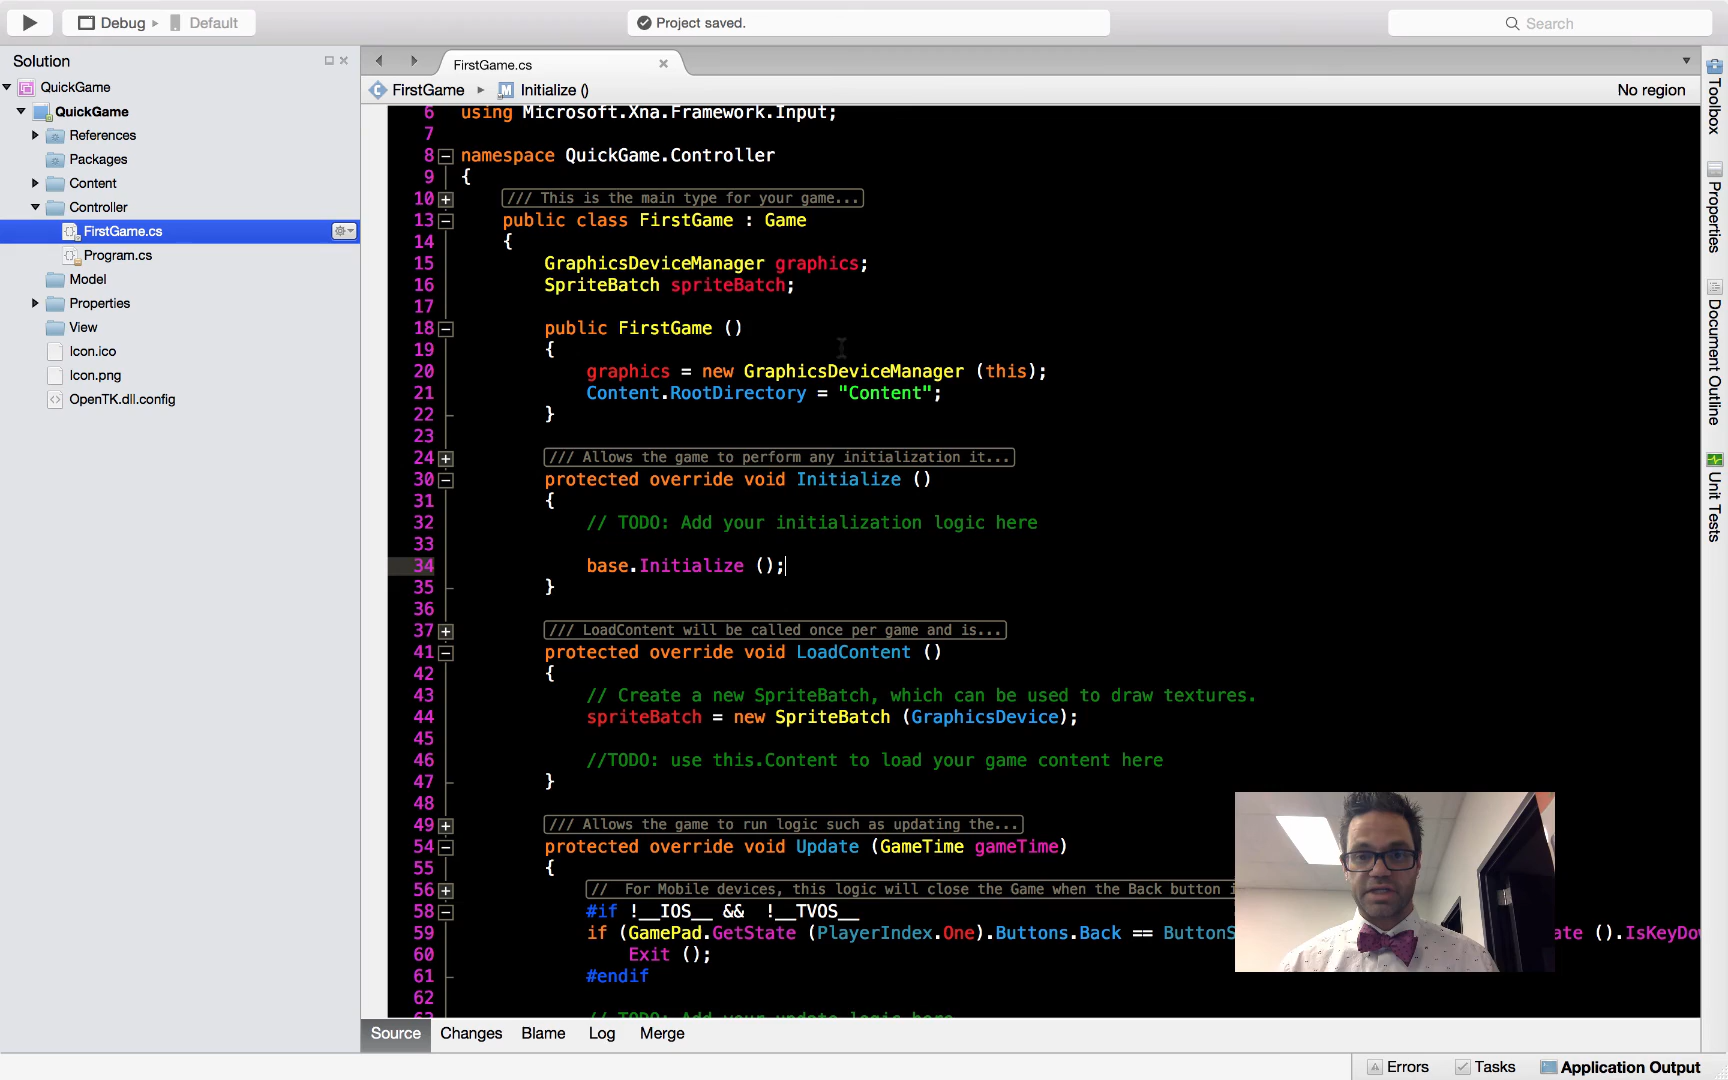 Debug
Default
Project saved.
Search
Solution
FirstGame.cs
QuickGame
FirstGame
Initialize ()
No region
QuickGame
References
Packages
Content
Controller
FirstGame.cs
Program.cs
Model
Properties
View
Icon.ico
Icon.png
OpenTK.dll.config
6 using Microsoft.Xna.Framework.Input;
7
8 namespace QuickGame.Controller
9 {
10 /// This is the main type for your game...
13 public class FirstGame : Game
14 {
15 GraphicsDeviceManager graphics;
16 SpriteBatch spriteBatch;
17
18 public FirstGame ()
19 {
20 graphics = new GraphicsDeviceManager (this);
21 Content.RootDirectory = "Content";
22 }
23
24 /// Allows the game to perform any initialization it...
30 protected override void Initialize ()
31 {
32 // TODO: Add your initialization logic here
33
34 base.Initialize ();
35 }
36
37 /// LoadContent will be called once per game and is...
41 protected override void LoadContent ()
42 {
43 // Create a new SpriteBatch, which can be used to draw textures.
44 spriteBatch = new SpriteBatch (GraphicsDevice);
45
46 //TODO: use this.Content to load your game content here
47 }
48
49 /// Allows the game to run logic such as updating the...
54 protected override void Update (GameTime gameTime)
55 {
56 // For Mobile devices, this logic will close the Game when the Back button i
58 #if !__IOS__ && !__TVOS__
59 if (GamePad.GetState (PlayerIndex.One).Buttons.Back == ButtonS ate ().IsKeyDo
60 Exit ();
61 #endif
62
63 // TODO: Add your update logic here
Toolbox
Properties
Document Outline
Unit Tests
Source
Changes
Blame
Log
Merge
Errors
Tasks
Application Output